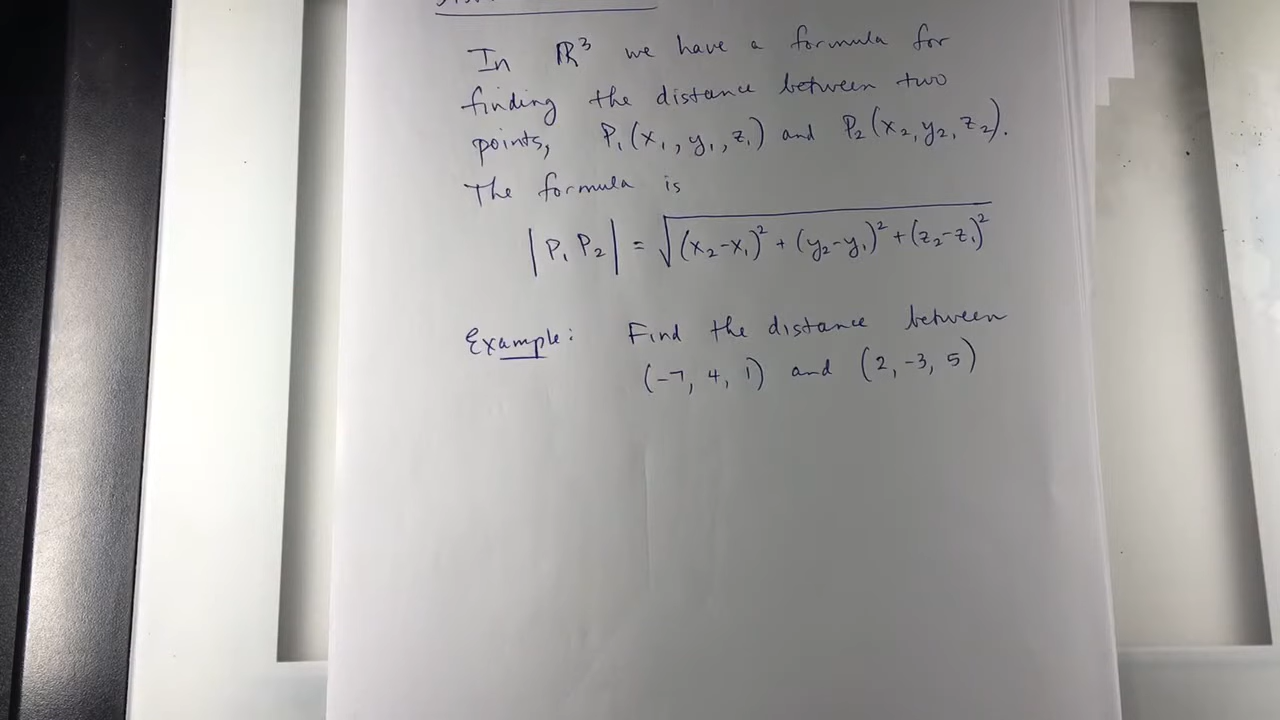 In ℝ³ we have a formula for
finding the distance between two
points, P₁(x₁, y₁, z₁) and P₂(x₂, y₂, z₂).
The formula is
|P₁P₂| = √((x₂-x₁)² + (y₂-y₁)² + (z₂-z₁)²)
Example: Find the distance between
(-7, 4, 1) and (2, -3, 5)